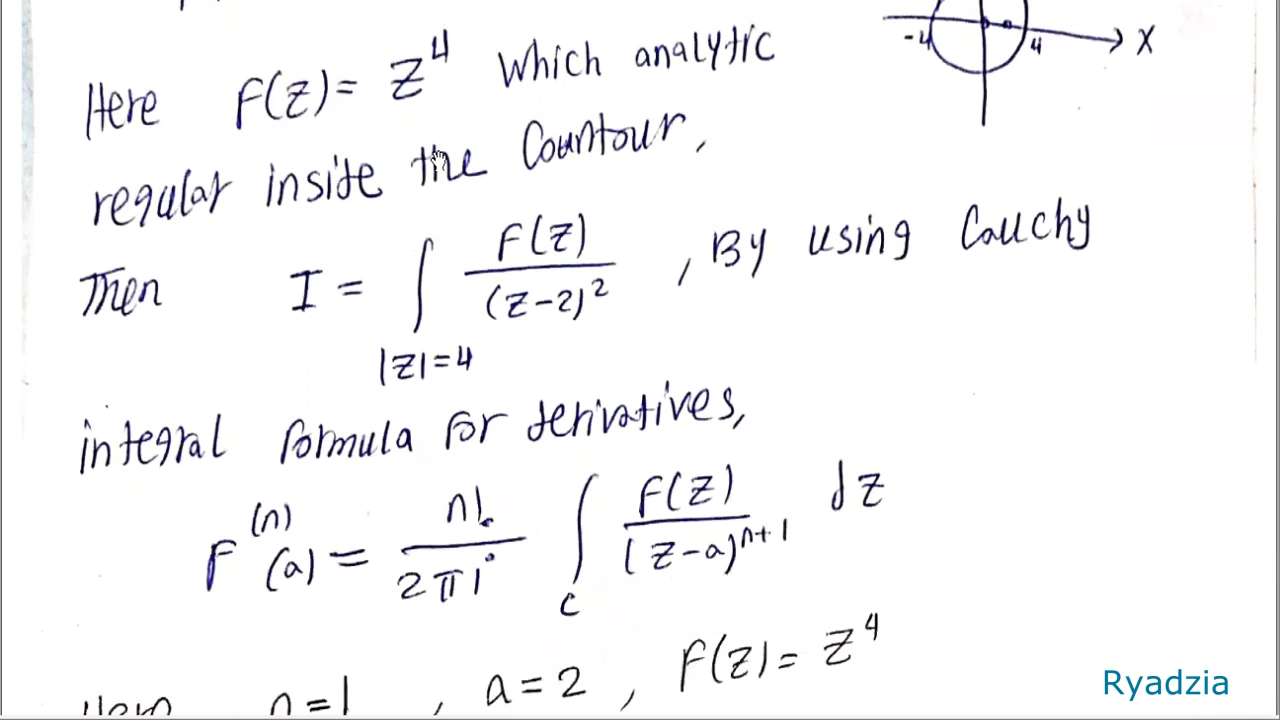 -4 4 X
Here F(Z)= Z^4 which analytic
regular inside the Countour,
Then I = ∫_{|Z|=4} F(Z)/(Z-2)^2 , By using Cauchy
integral formula for derivatives,
F^(n)(a) = n!/(2πi) ∫_C F(Z)/(Z-a)^{n+1} dZ
n=1 , a=2 , F(Z)= Z^4
Ryadzia